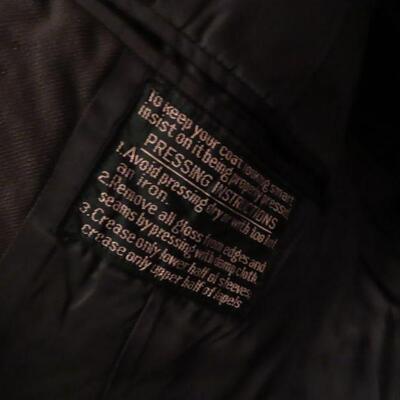 To keep your coat looking smart
insist on it being properly pressed
PRESSING INSTRUCTIONS
1. Avoid pressing dry or with too hot
an iron.
2. Remove all gloss from edges and
seams by pressing with damp cloth.
3. Crease only lower half of sleeves
crease only upper half of lapels